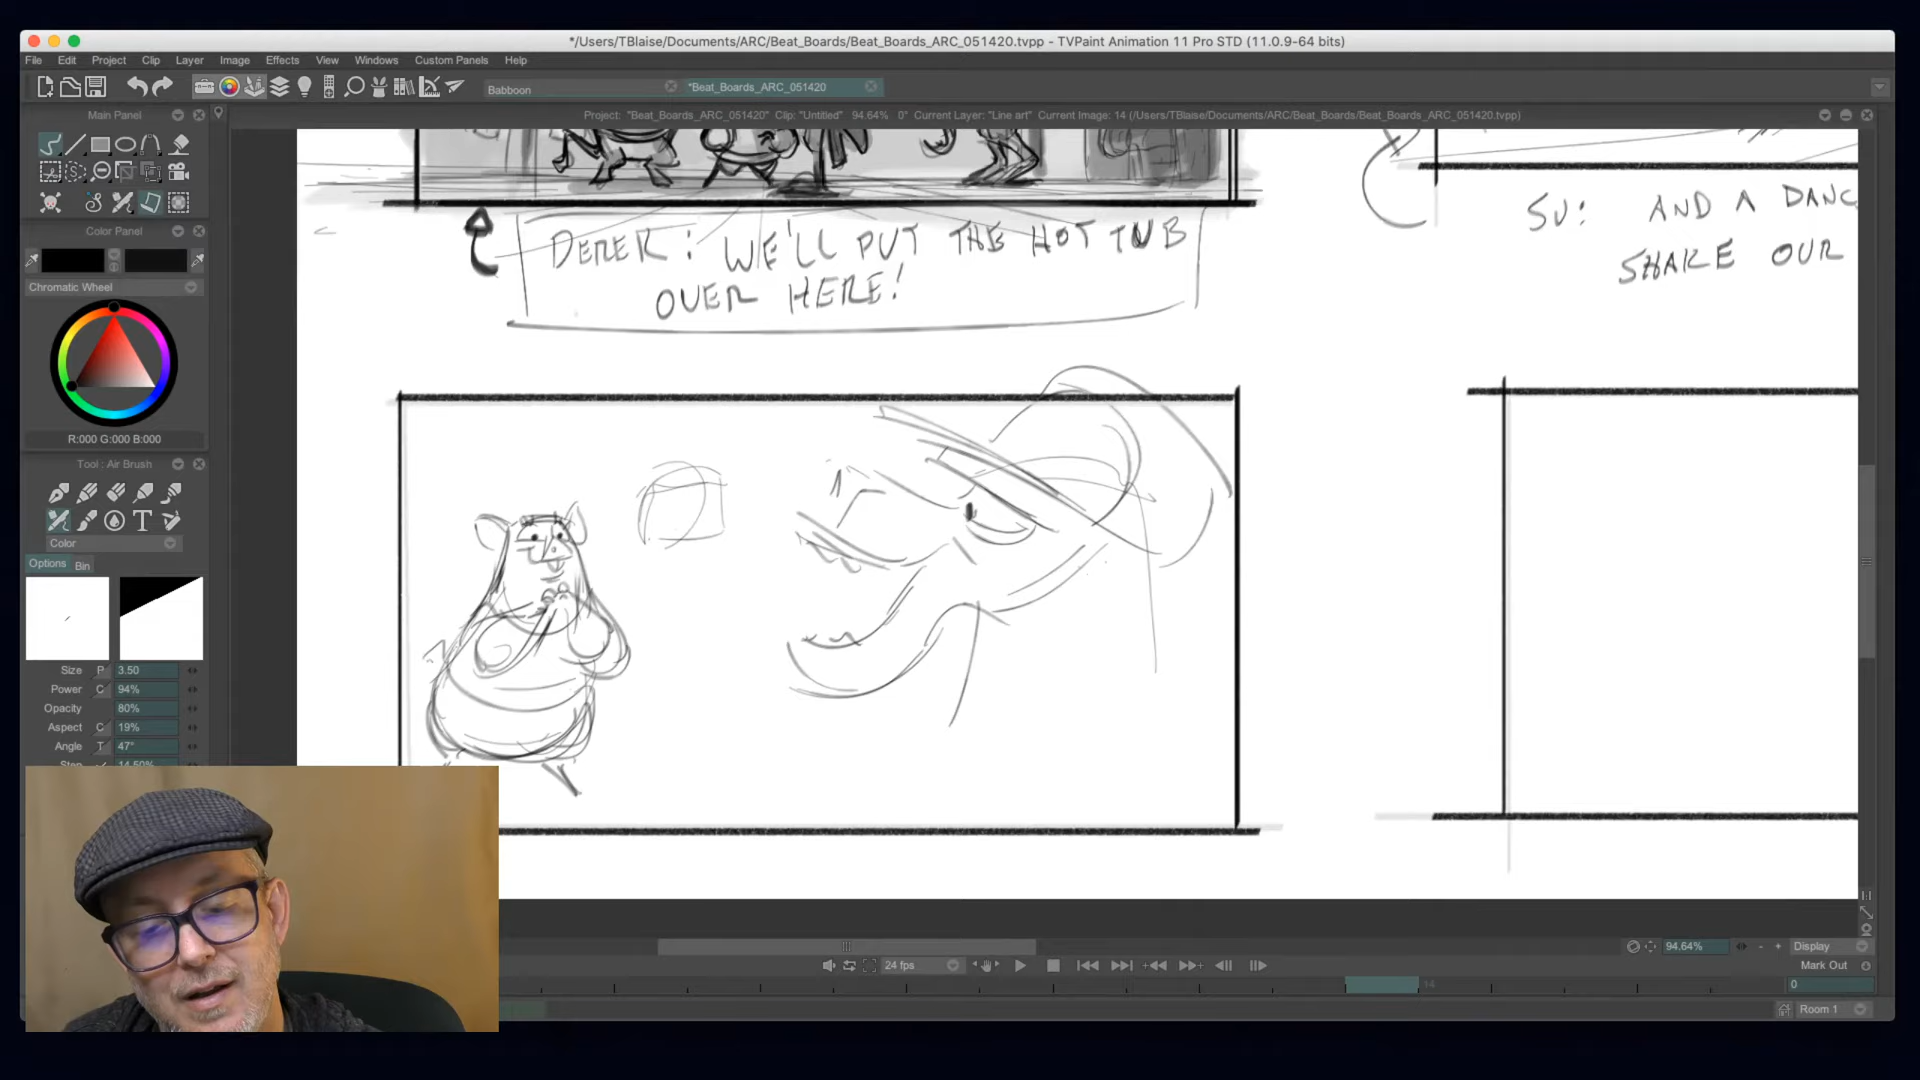 */Users/TBlaise/Documents/ARC/Beat_Boards/Beat_Boards_ARC_051420.tvpp - TVPaint Animation 11 Pro STD (11.0.9-64 bits)
File Edit Project Clip Layer Image Effects View Windows Custom Panels Help
Babboon
*Beat_Boards_ARC_051420
Main Panel
Project: "Beat_Boards_ARC_051420" Clip: "Untitled" 94.64% 0° Current Layer: "Line art" Current Image: 14 (/Users/TBlaise/Documents/ARC/Beat_Boards/Beat_Boards_ARC_051420.tvpp)
Color Panel
Chromatic Wheel
R:000 G:000 B:000
Tool : Air Brush
Color
Options Bin
Size P 3.50
Power C 94%
Opacity 80%
Aspect C 19%
Angle T 47°
Step 14.50%
DEREK: WE'LL PUT THE HOT TUB
OVER HERE!
SU: AND A DANC
SHARE OUR
94.64%
Display
24 fps
Mark Out
14
0
Room 1